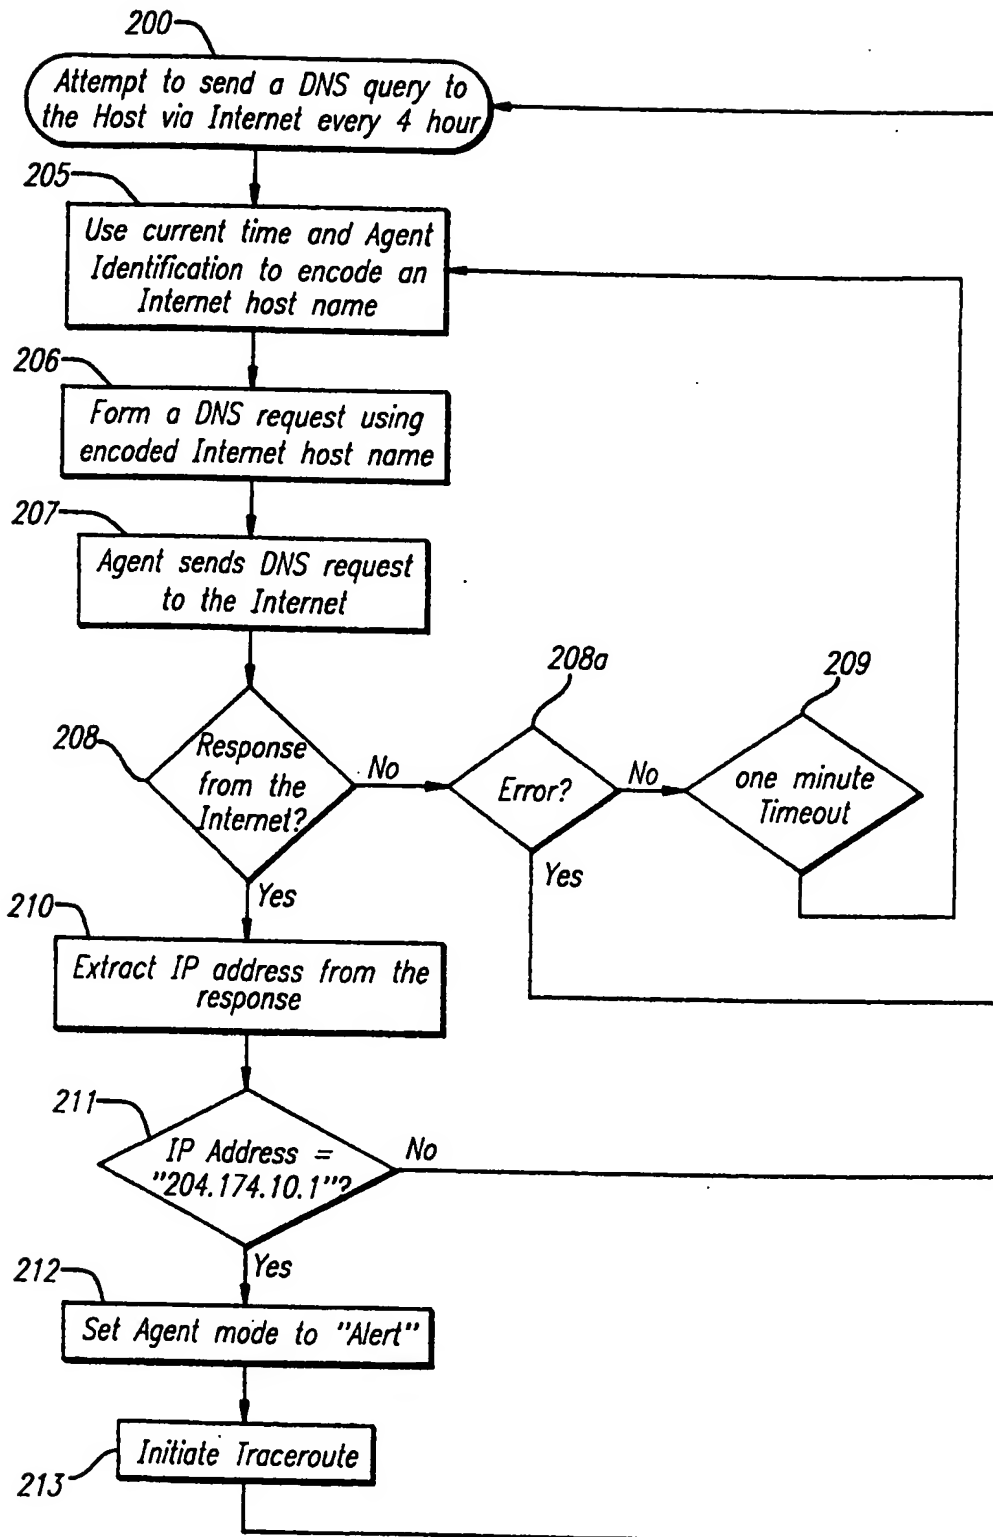 200
Attempt to send a DNS query to
the Host via Internet every 4 hour
205
Use current time and Agent
Identification to encode an
Internet host name
206
Form a DNS request using
encoded Internet host name
207
Agent sends DNS request
to the Internet
208
Response
from the
Internet?
No
208a
Error?
No
209
one minute
Timeout
Yes
Yes
210
Extract IP address from the
response
211
IP Address =
"204.174.10.1"?
No
Yes
212
Set Agent mode to "Alert"
213
Initiate Traceroute